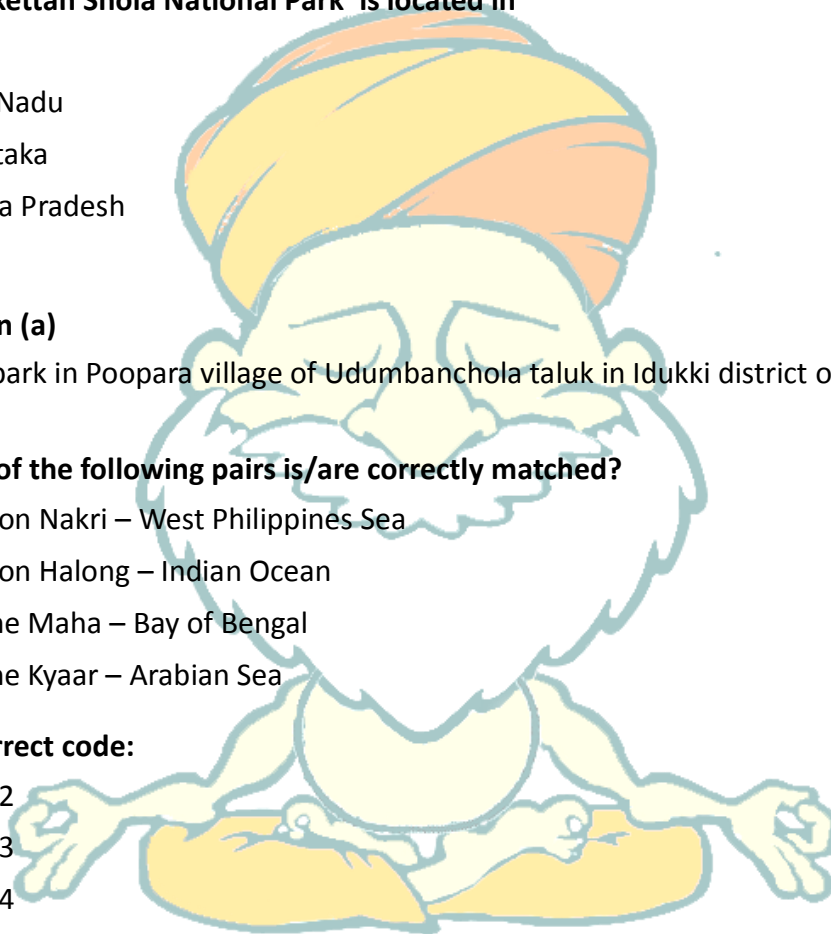 kettan Shola National Park' is located in
Nadu
taka
a Pradesh
n (a)
park in Poopara village of Udumbanchola taluk in Idukki district o
of the following pairs is/are correctly matched?
on Nakri – West Philippines Sea
on Halong – Indian Ocean
ne Maha – Bay of Bengal
ne Kyaar – Arabian Sea
rrect code:
2
3
4